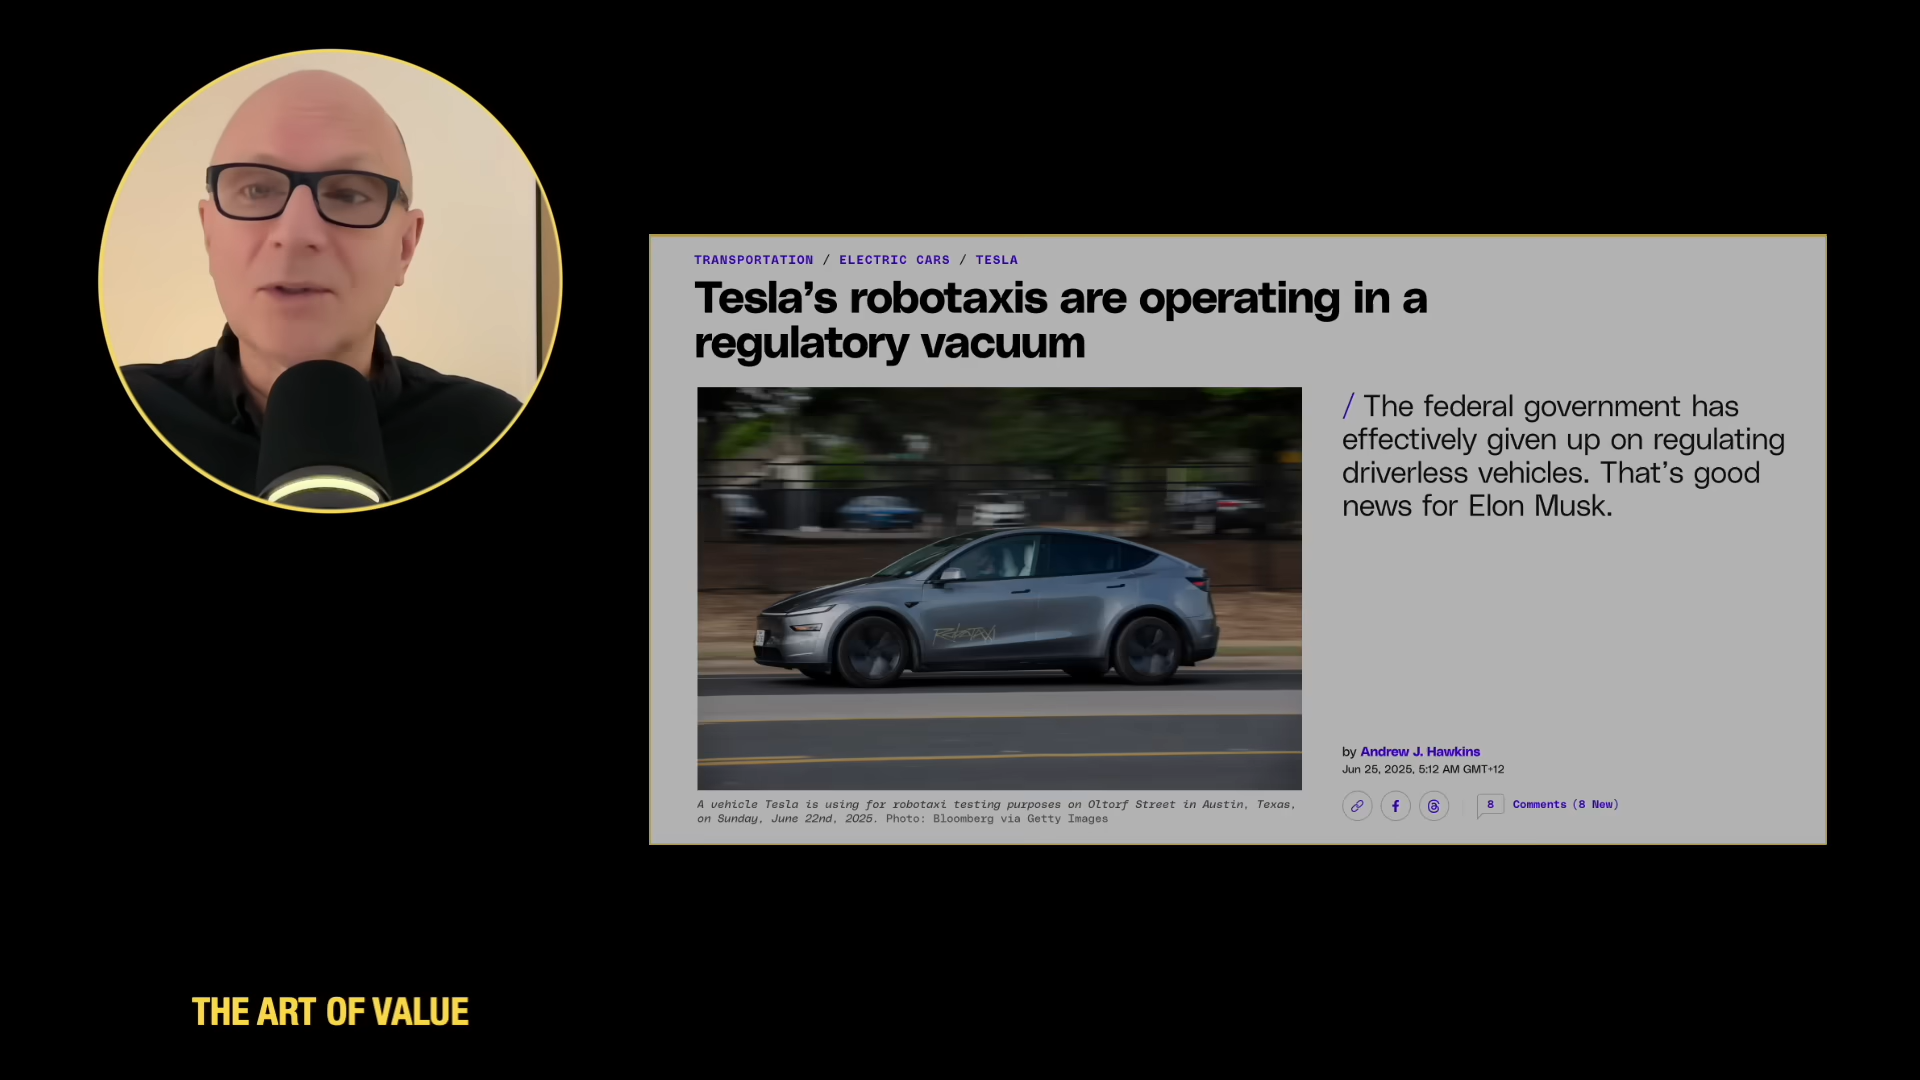 TRANSPORTATION / ELECTRIC CARS / TESLA
Tesla's robotaxis are operating in a
regulatory vacuum
/ The federal government has
effectively given up on regulating
driverless vehicles. That's good
news for Elon Musk.
ROBOTAXI
by Andrew J. Hawkins
Jun 25, 2025, 5:12 AM GMT+12
8 Comments (8 New)
A vehicle Tesla is using for robotaxi testing purposes on Oltorf Street in Austin, Texas,
on Sunday, June 22nd, 2025. Photo: Bloomberg via Getty Images
THE ART OF VALUE